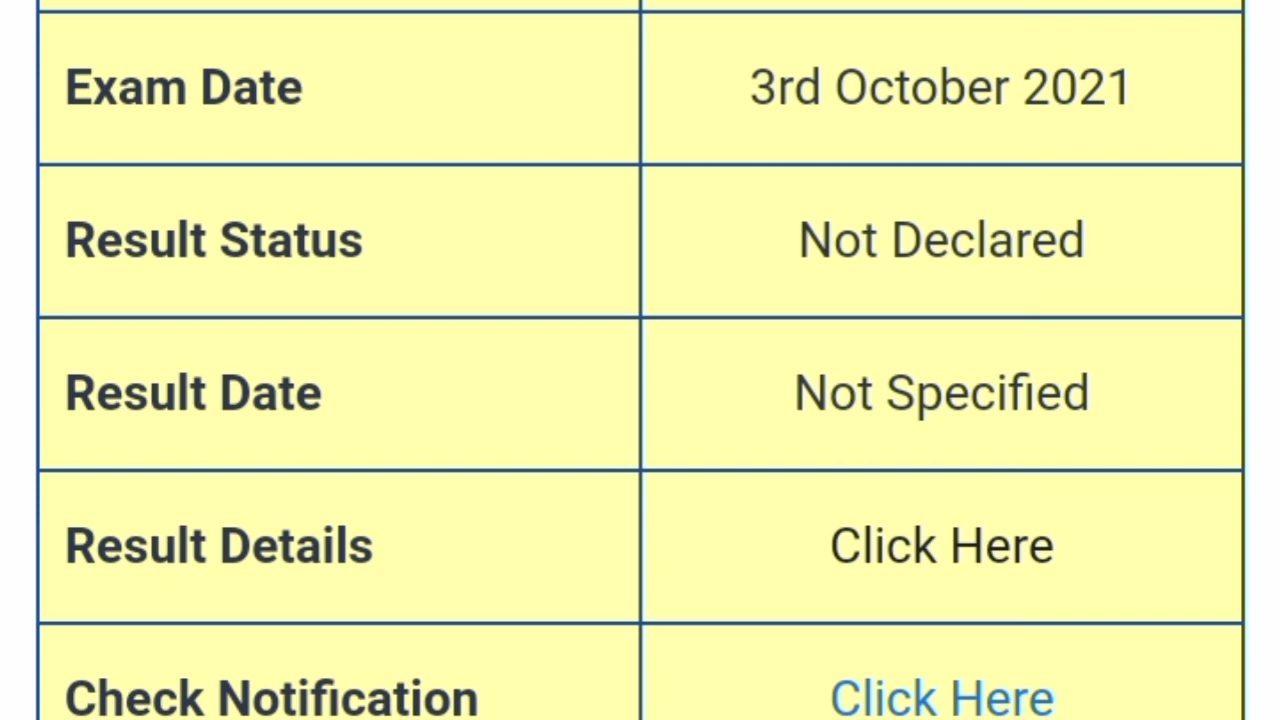 Exam Date 3rd October 2021
Result Status Not Declared
Result Date Not Specified
Result Details Click Here
Check Notification Click Here